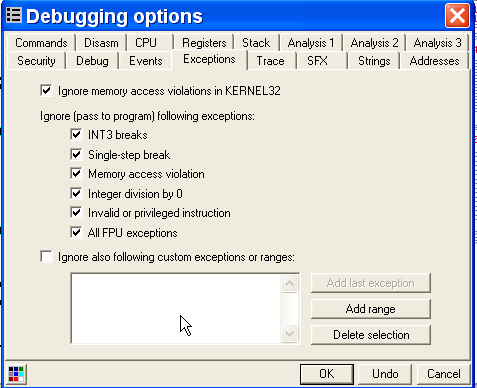 Debugging options
Commands Disasm CPU Registers Stack Analysis 1 Analysis 2 Analysis 3
Security Debug Events Exceptions Trace SFX Strings Addresses
Ignore memory access violations in KERNEL32
Ignore (pass to program) following exceptions:
INT3 breaks
Single-step break
Memory access violation
Integer division by 0
Invalid or privileged instruction
All FPU exceptions
Ignore also following custom exceptions or ranges:
Add last exception
Add range
Delete selection
OK Undo Cancel